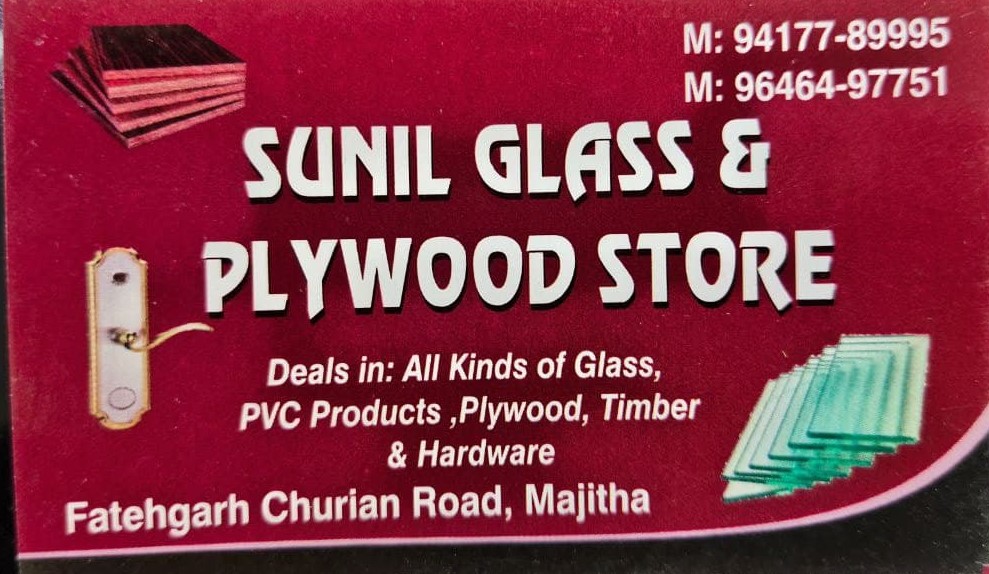 M: 94177-89995
M: 96464-97751
SUNIL GLASS &
PLYWOOD STORE
Deals in: All Kinds of Glass,
PVC Products ,Plywood, Timber
& Hardware
Fatehgarh Churian Road, Majitha